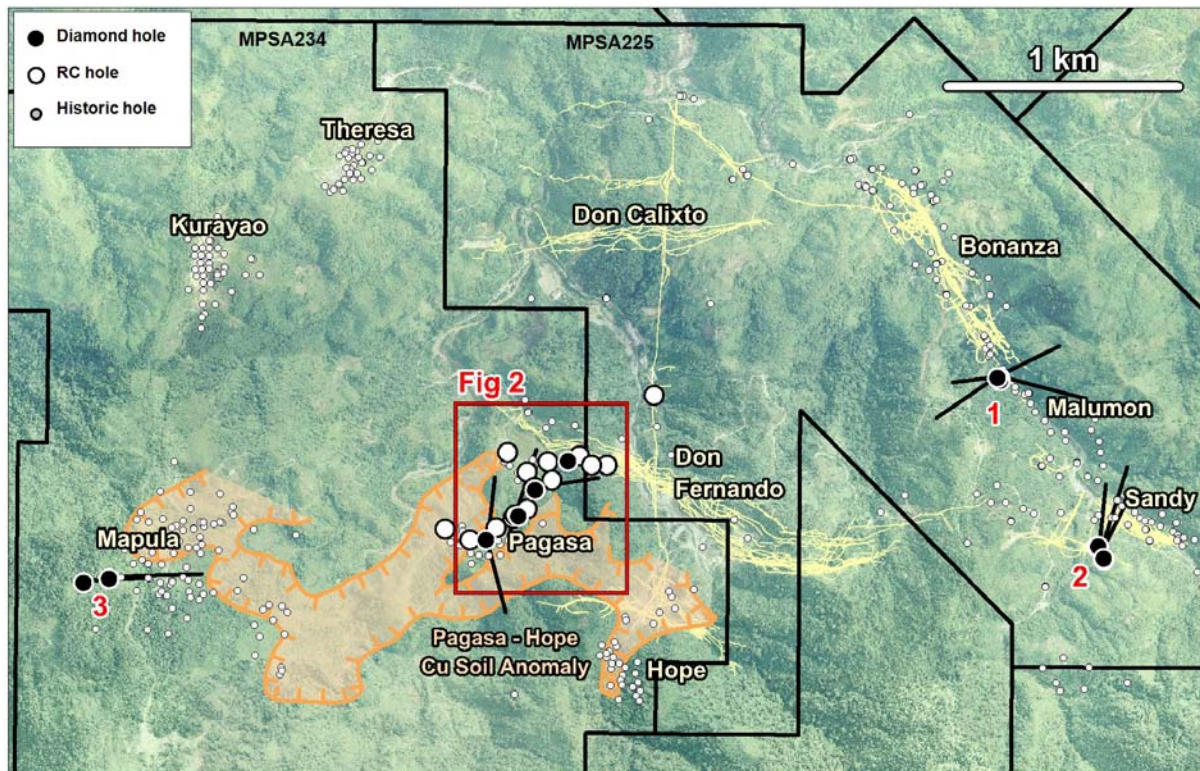 Diamond hole
RC hole
Historic hole
MPSA234
MPSA225
1 km
Theresa
Kurayao
Don Calixto
Bonanza
Fig 2
1
Malumon
Don
Fernando
Sandy
Mapula
Pagasa
2
3
Pagasa - Hope
Cu Soil Anomaly
Hope